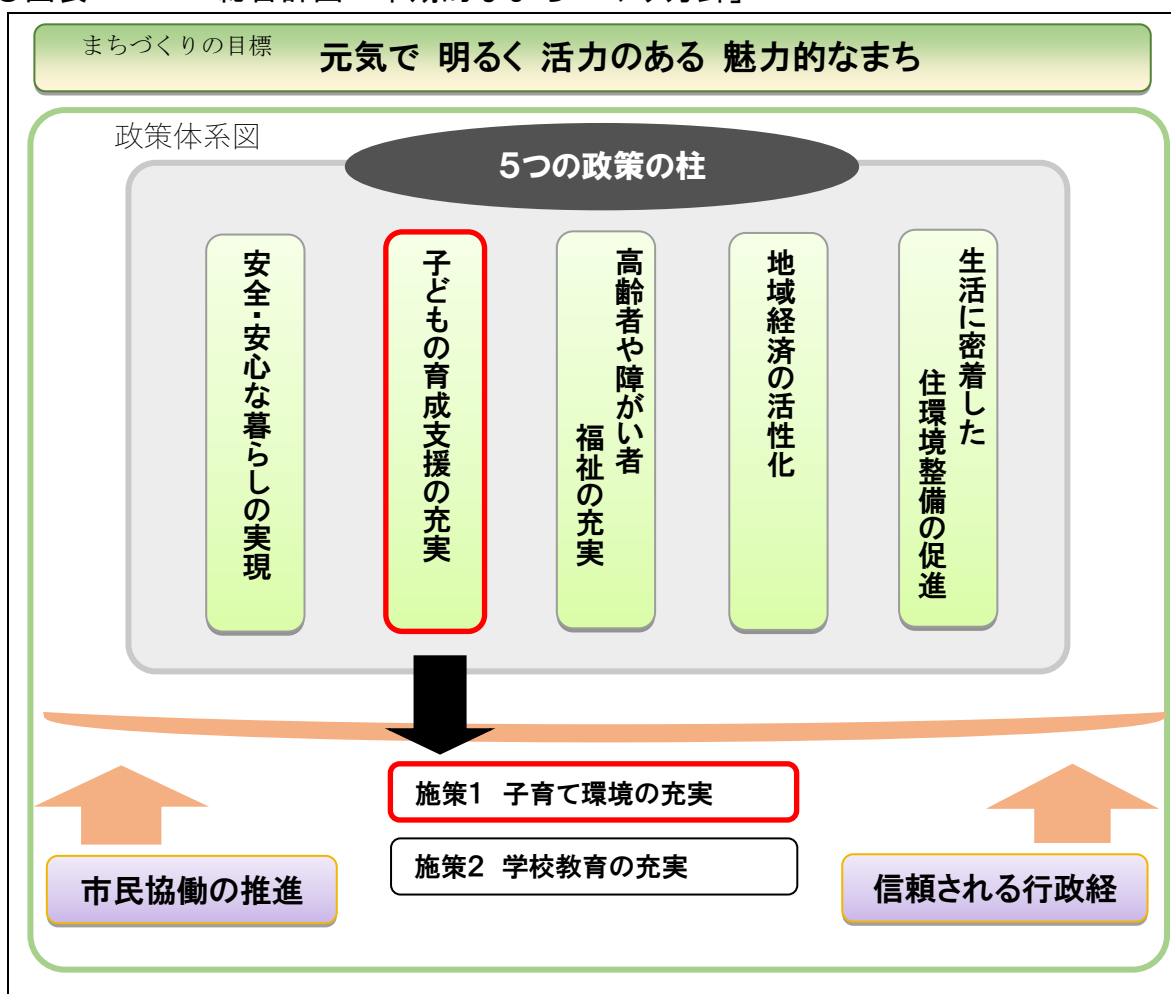 まちづくりの目標 元気で 明るく 活力のある 魅力的なまち
政策体系図
5つの政策の柱
安全・安心な暮らしの実現
子どもの育成支援の充実
高齢者や障がい者
福祉の充実
地域経済の活性化
生活に密着した
住環境整備の促進
施策1 子育て環境の充実
施策2 学校教育の充実
市民協働の推進
信頼される行政経